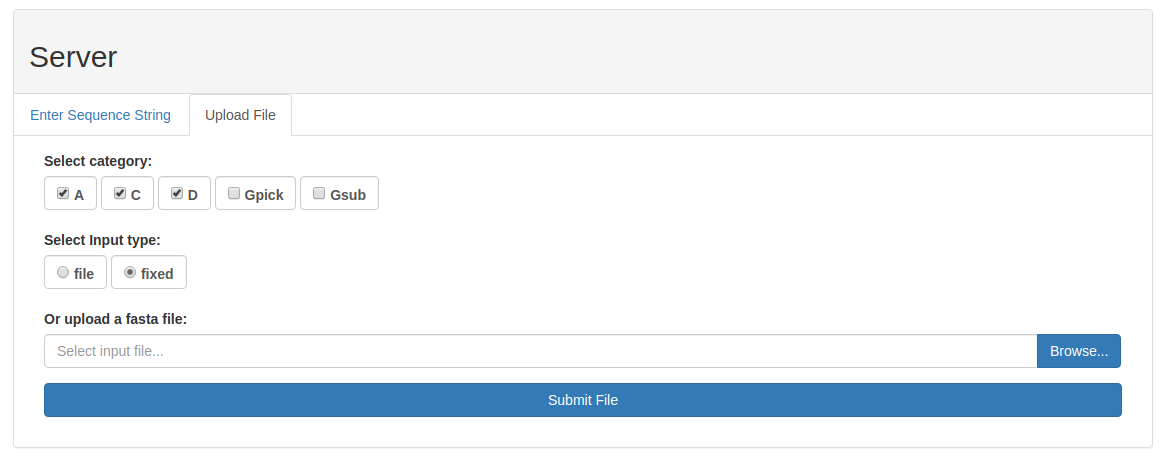 Server
Enter Sequence String Upload File
Select category:
A C D Gpick Gsub
Select Input type:
file fixed
Or upload a fasta file:
Select input file... Browse...
Submit File